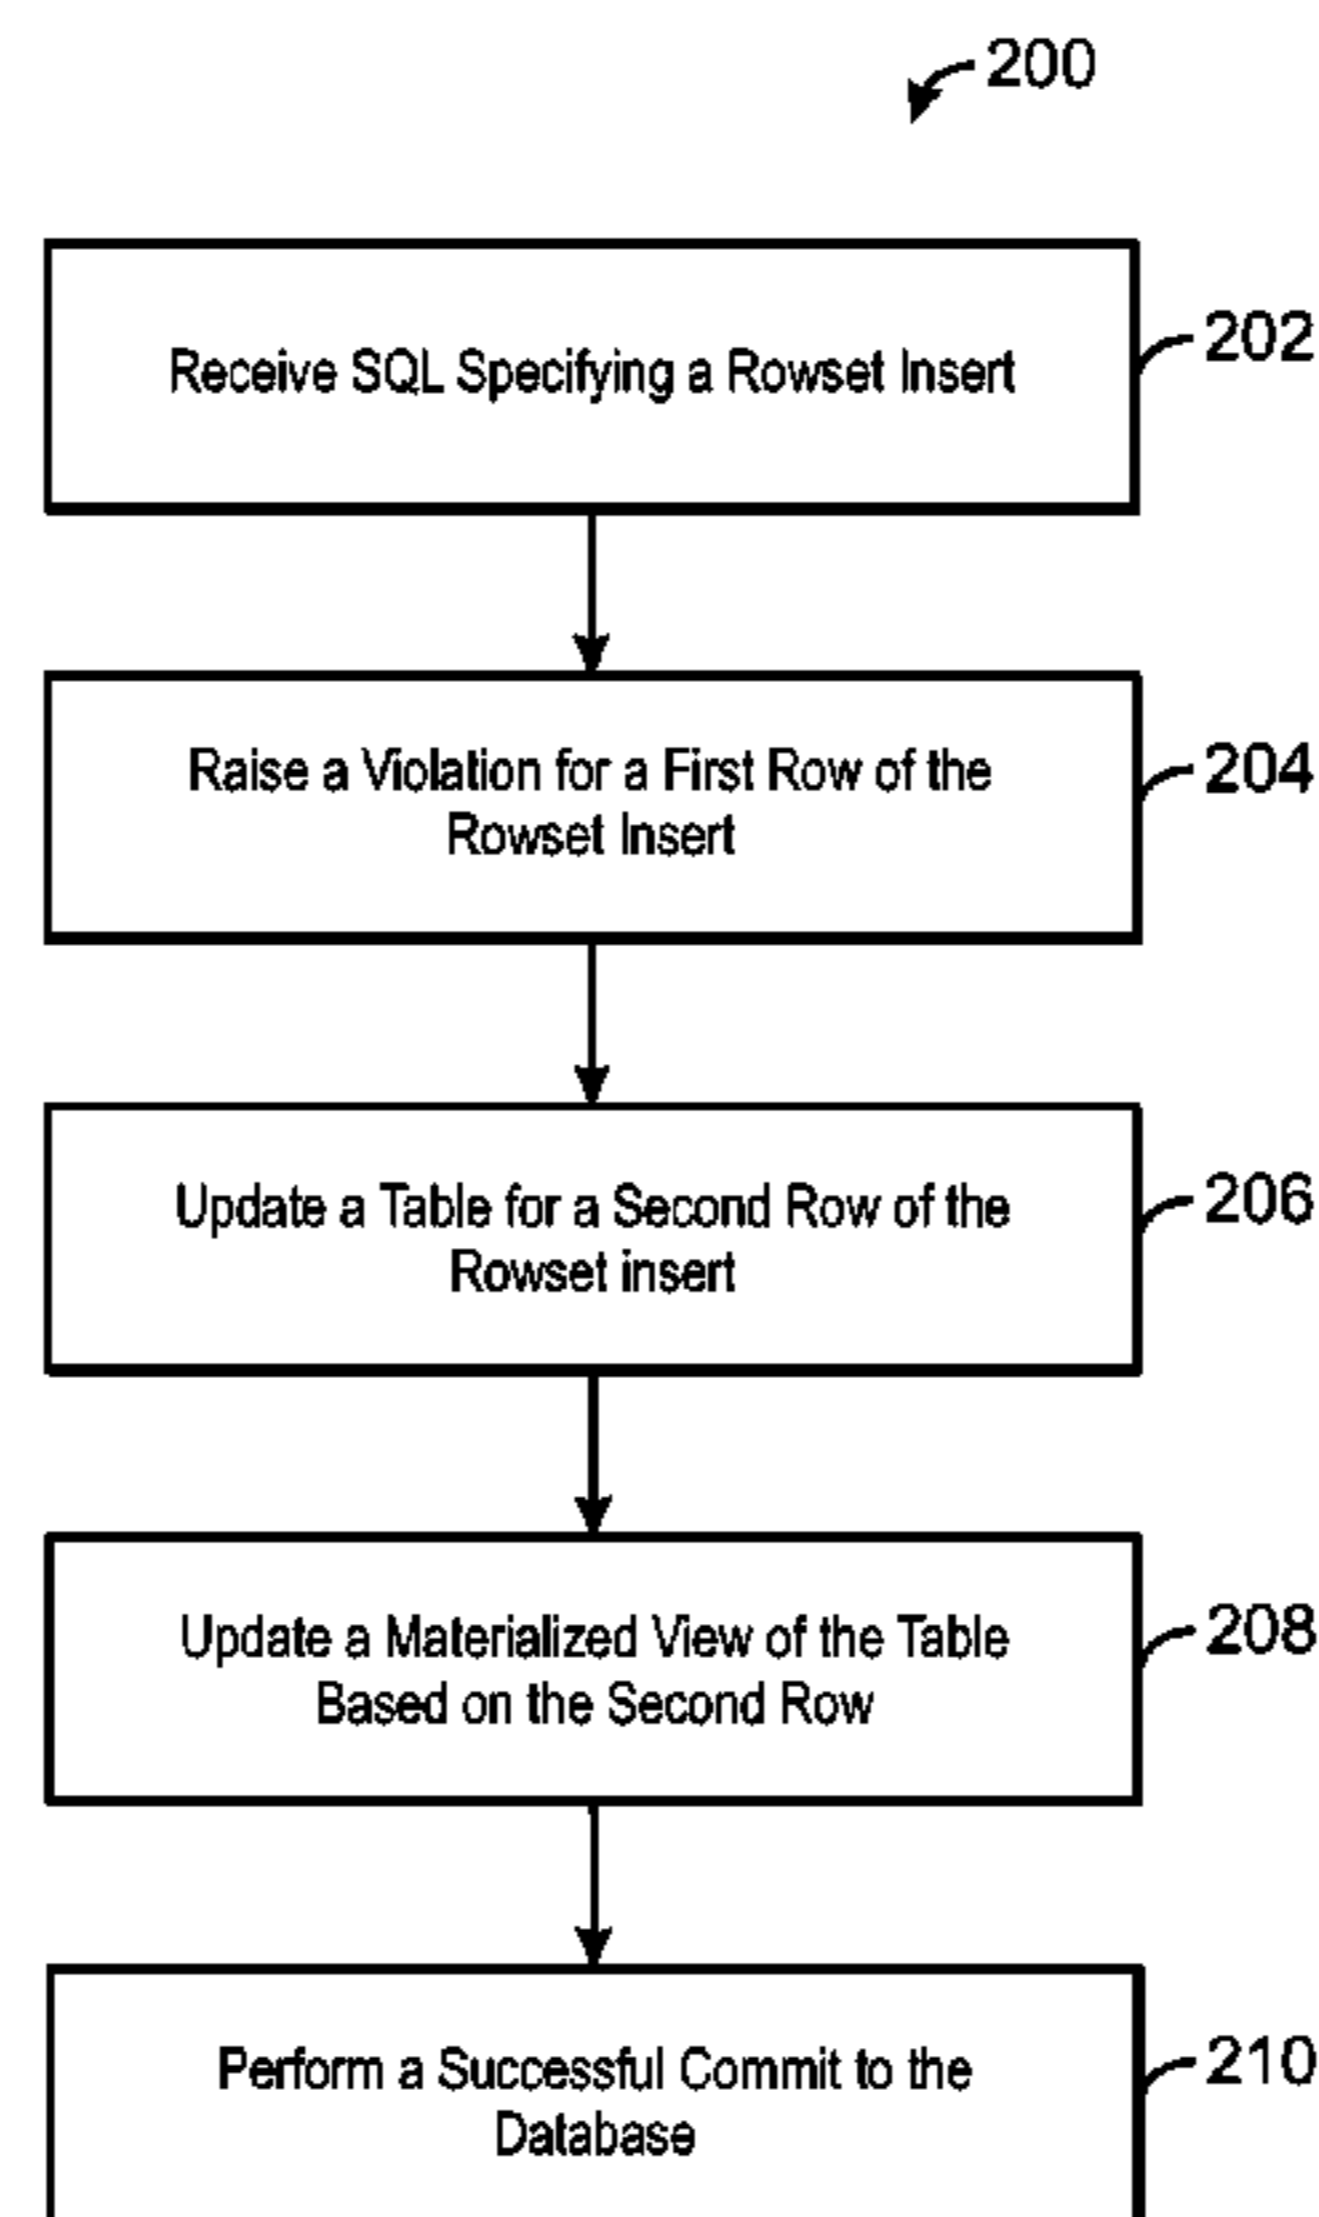 200
Receive SQL Specifying a Rowset Insert
202
Raise a Violation for a First Row of the
Rowset Insert
204
Update a Table for a Second Row of the
Rowset insert
206
Update a Materialized View of the Table
Based on the Second Row
208
Perform a Successful Commit to the
Database
210